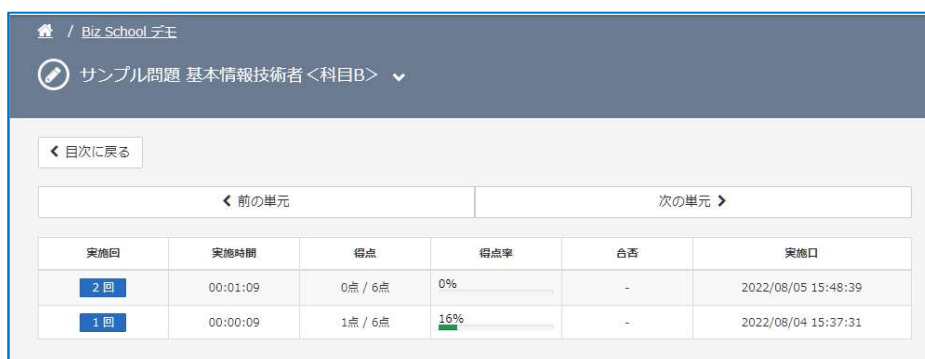 / Biz School デモ
サンプル問題 基本情報技術者＜科目B＞
目次に戻る
前の単元 次の単元
実施回 実施時間 得点 得点率 合否 実施日
2 回 00:01:09 0点 / 6点 0% - 2022/08/05 15:48:39
1 回 00:00:09 1点 / 6点 16% - 2022/08/04 15:37:31